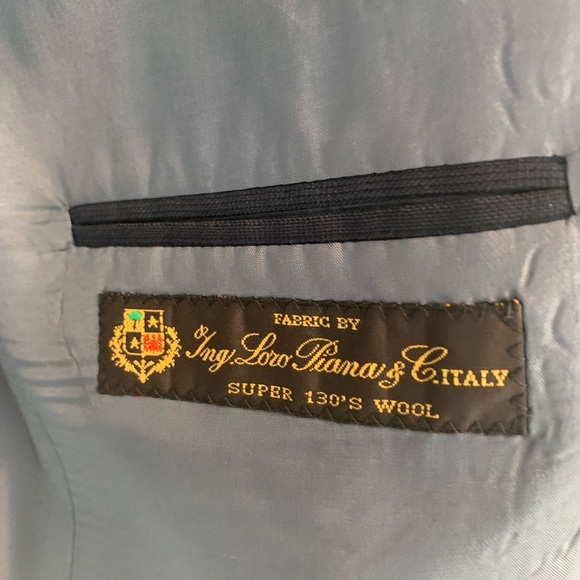 FABRIC BY
Ing. Loro Piana & C. ITALY
SUPER 130'S WOOL